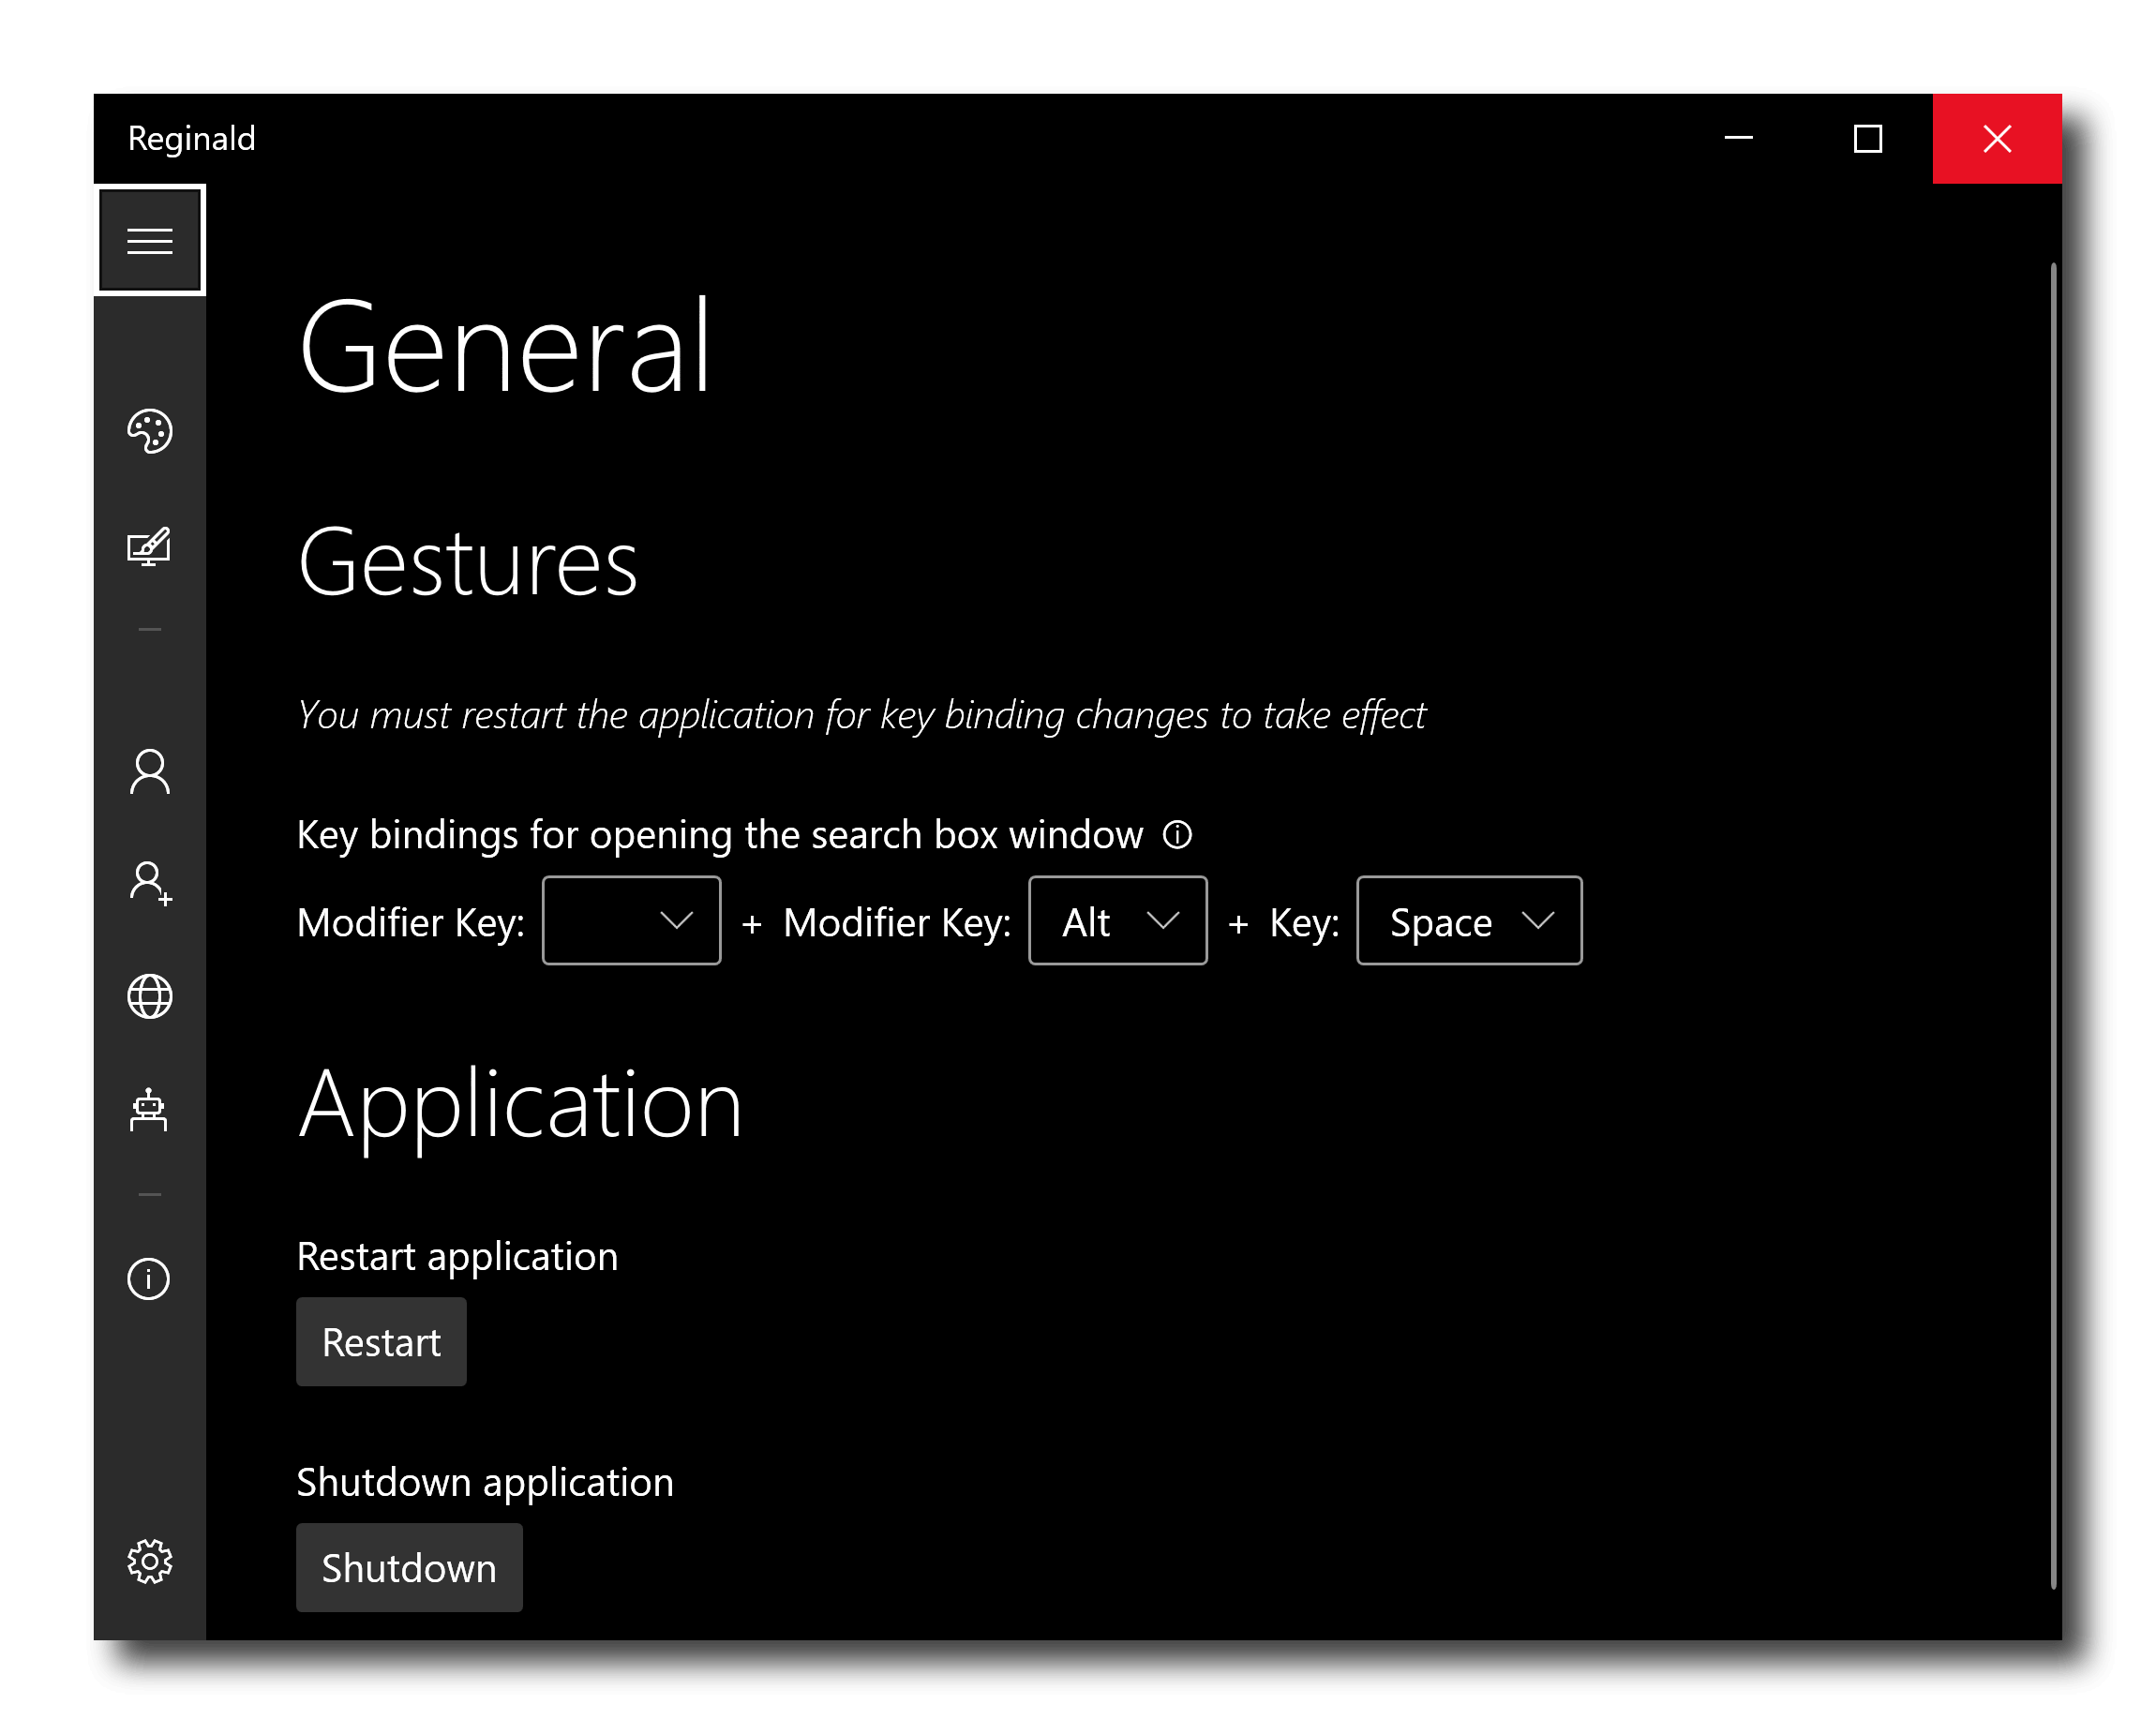 Reginald
General
Gestures
You must restart the application for key binding changes to take effect
Key bindings for opening the search box window
Modifier Key: + Modifier Key: Alt + Key: Space
Application
Restart application
Restart
Shutdown application
Shutdown